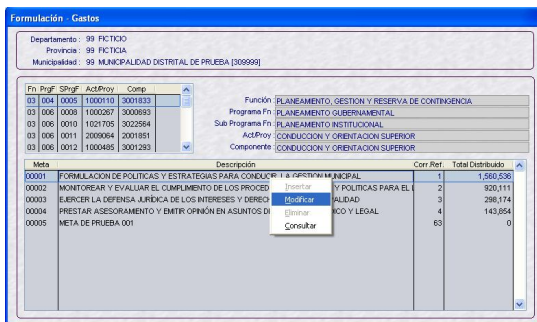 Formulación - Gastos
Departamento : 99 FICTICIO
Provincia : 99 FICTICIA
Municipalidad : 99 MUNICIPALIDAD DISTRITAL DE PRUEBA [309999]
Fn PrgF SPrgF Act/Proy Comp
03 004 0005 1000110 3001833
03 006 0008 1000267 3000693
03 006 0010 1021705 3022564
03 006 0011 2009064 2001851
03 006 0012 1000485 3001293
Función : PLANEAMIENTO, GESTION Y RESERVA DE CONTINGENCIA
Programa Fn : PLANEAMIENTO GUBERNAMENTAL
Sub Programa Fn : PLANEAMIENTO INSTITUCIONAL
Act/Proy : CONDUCCION Y ORIENTACION SUPERIOR
Componente : CONDUCCION Y ORIENTACION SUPERIOR
Meta Descripción Corr.Ref. Total Distribuido
00001 FORMULACION DE POLITICAS Y ESTRATEGIAS PARA CONDUCIR LA GESTION MUNICIPAL 1 1,560,536
00002 MONITOREAR Y EVALUAR EL CUMPLIMIENTO DE LOS PROCED Y POLITICAS PARA EL 2 920,111
00003 EJERCER LA DEFENSA JURÍDICA DE LOS INTERESES Y DERECH ALIDAD 3 298,174
00004 PRESTAR ASESORAMIENTO Y EMITIR OPINIÓN EN ASUNTOS DE ICO Y LEGAL 4 143,854
00005 META DE PRUEBA 001 63 0
Insertar
Modificar
Eliminar
Consultar